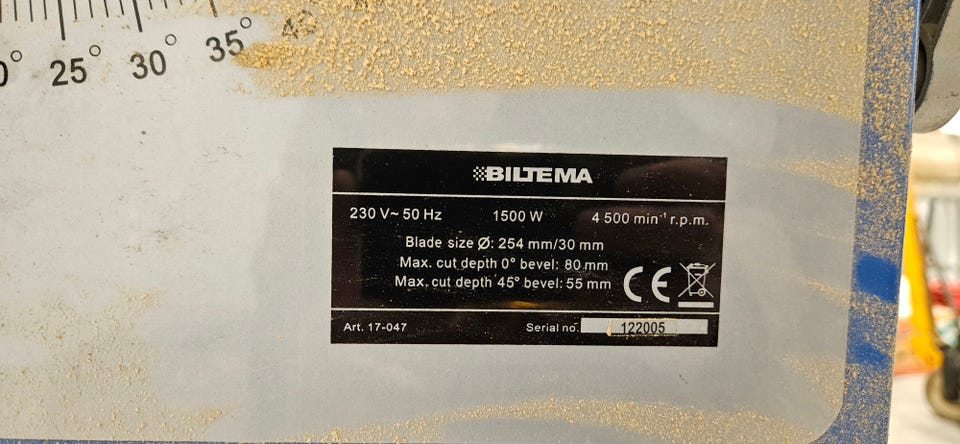 25° 30° 35°
BILTEMA
230 V~ 50 Hz 1500 W 4 500 min⁻¹ r.p.m.
Blade size Ø: 254 mm/30 mm
Max. cut depth 0° bevel: 80 mm
Max. cut depth 45° bevel: 55 mm
CE
Art. 17-047 Serial no. 122005